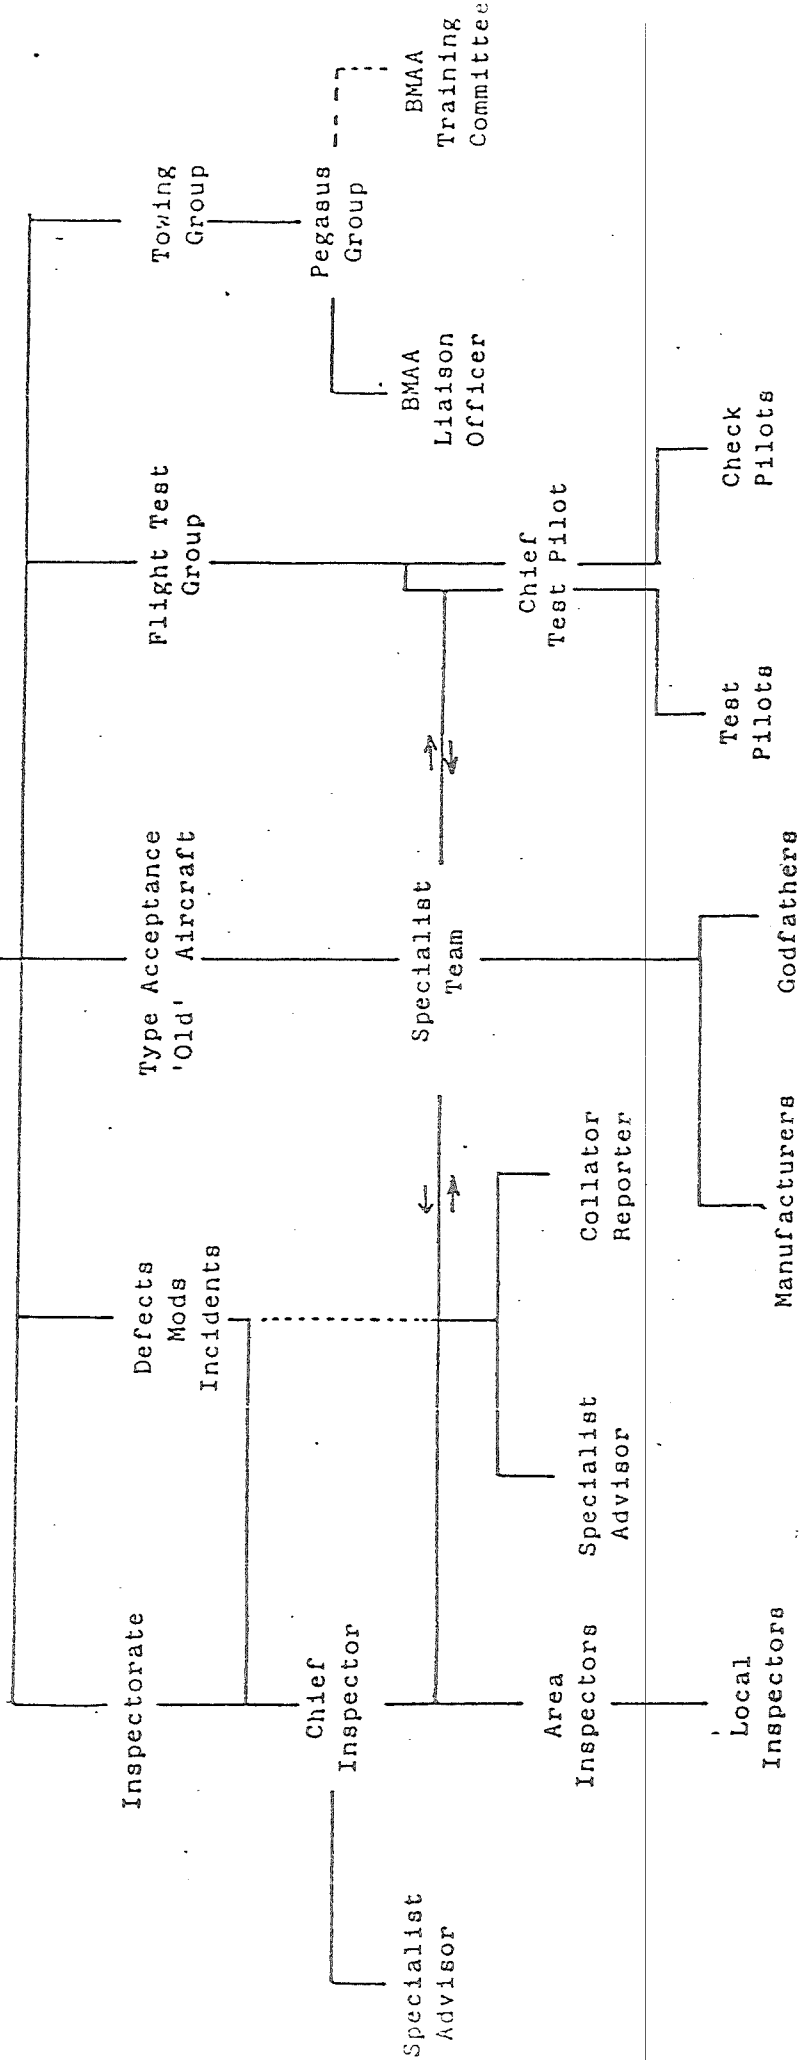 Inspectorate
Defects
Mods
Incidents
Type Acceptance
'Old' Aircraft
Flight Test
Group
Towing
Group
Chief
Inspector
Pegasus
Group
Specialist
Advisor
Specialist
Team
BMAA
Liaison
Officer
BMAA
Training
Committee
Area
Inspectors
Specialist
Advisor
Collator
Reporter
Chief
Test Pilot
Local
Inspectors
Manufacturers
Godfathers
Test
Pilots
Check
Pilots